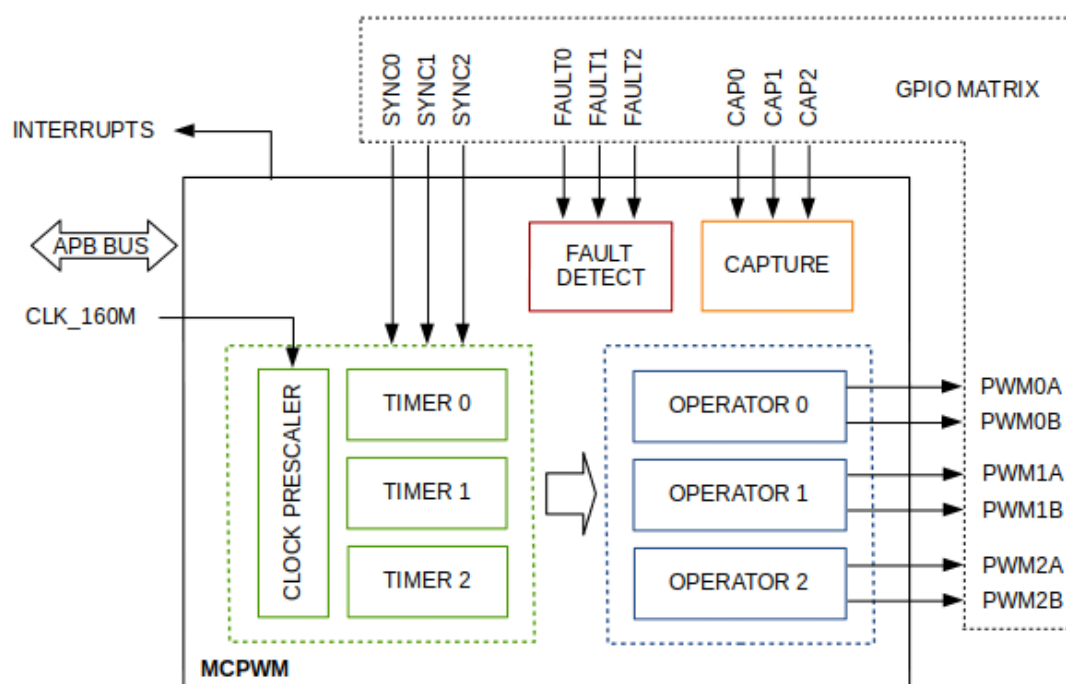 SYNC0
SYNC1
SYNC2
FAULT0
FAULT1
FAULT2
CAP0
CAP1
CAP2
GPIO MATRIX
INTERRUPTS
APB BUS
FAULT
DETECT
CAPTURE
CLK_160M
CLOCK PRESCALER
TIMER 0
TIMER 1
TIMER 2
OPERATOR 0
OPERATOR 1
OPERATOR 2
PWM0A
PWM0B
PWM1A
PWM1B
PWM2A
PWM2B
MCPWM